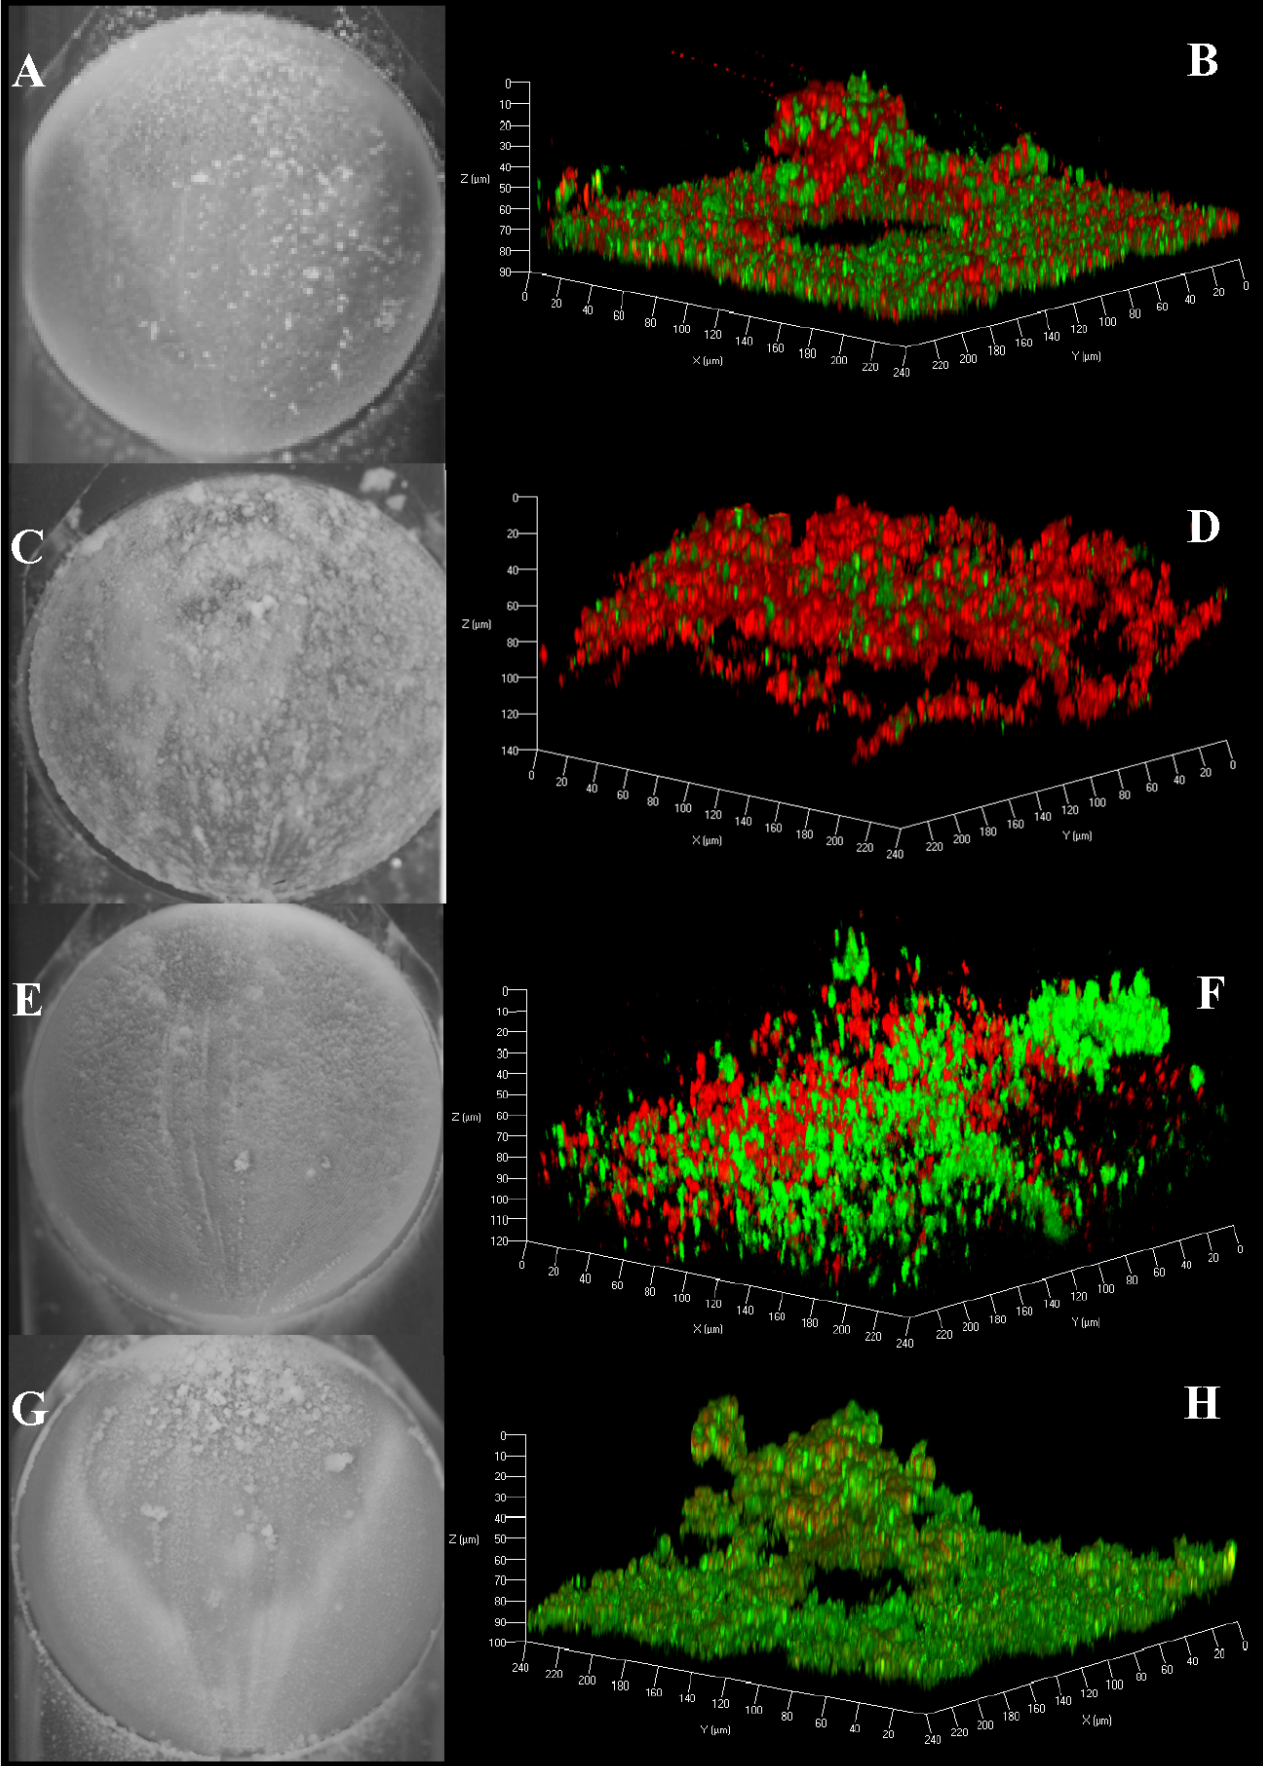 A
B
0
10
20
30
40
50
60
70
80
90
Z (µm)
0 20 40 60 80 100 120 140 160 180 200 220 240
X (µm)
220 200 180 160 140 120 100 80 60 40 20 0
Y (µm)
C
D
0
20
40
60
80
100
120
140
Z (µm)
0 20 40 60 80 100 120 140 160 180 200 220 240
X (µm)
220 200 180 160 140 120 100 80 60 40 20 0
Y (µm)
E
F
0
10
20
30
40
50
60
70
80
90
100
110
120
Z (µm)
0 20 40 60 80 100 120 140 160 180 200 220 240
X (µm)
220 200 180 160 140 120 100 80 60 40 20 0
Y (µm)
G
H
0
10
20
30
40
50
60
70
80
90
100
Z (µm)
240 220 200 180 160 140 120 100 80 60 40 20
Y (µm)
240 220 200 180 160 140 120 100 80 60 40 20 0
X (µm)